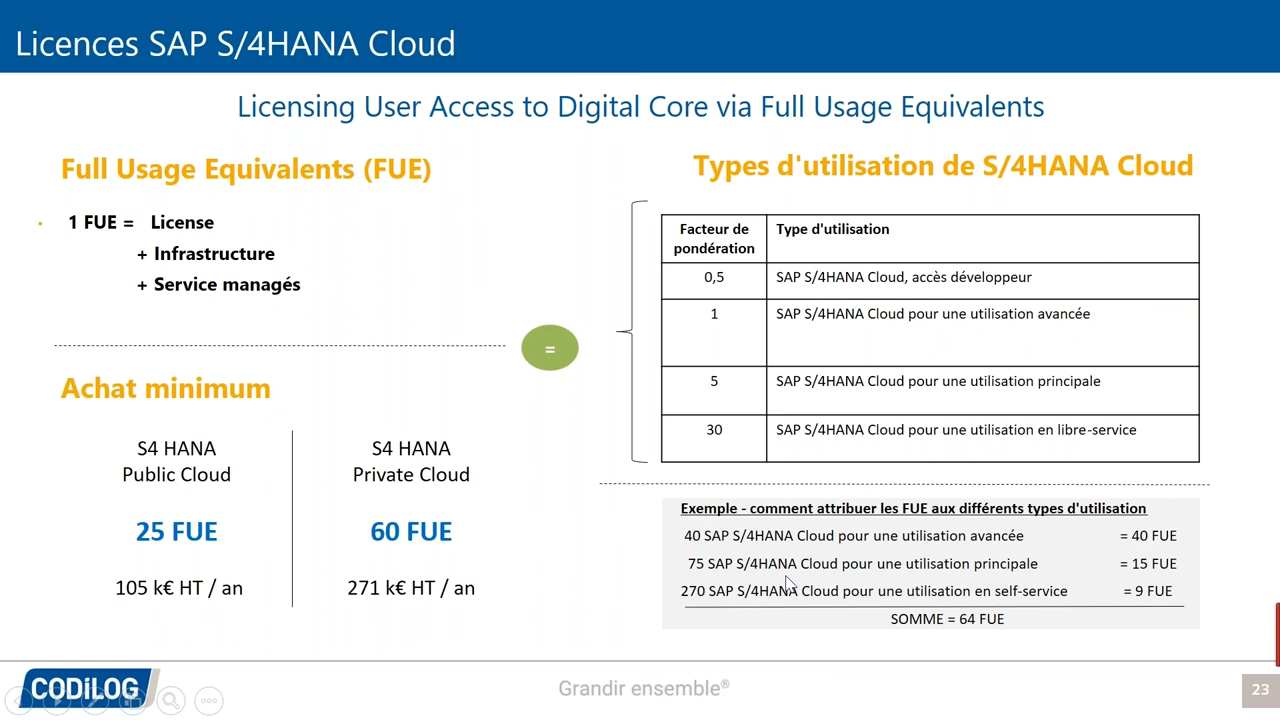 Licences SAP S/4HANA Cloud
Licensing User Access to Digital Core via Full Usage Equivalents
Full Usage Equivalents (FUE)
1 FUE = License
+ Infrastructure
+ Service managés
Achat minimum
S4 HANA
Public Cloud
25 FUE
105 k€ HT / an
S4 HANA
Private Cloud
60 FUE
271 k€ HT / an
=
Types d'utilisation de S/4HANA Cloud
Facteur de
pondération
Type d'utilisation
0,5 SAP S/4HANA Cloud, accès développeur
1 SAP S/4HANA Cloud pour une utilisation avancée
5 SAP S/4HANA Cloud pour une utilisation principale
30 SAP S/4HANA Cloud pour une utilisation en libre-service
Exemple - comment attribuer les FUE aux différents types d'utilisation
40 SAP S/4HANA Cloud pour une utilisation avancée = 40 FUE
75 SAP S/4HANA Cloud pour une utilisation principale = 15 FUE
270 SAP S/4HANA Cloud pour une utilisation en self-service = 9 FUE
SOMME = 64 FUE
CODILOG
Grandir ensemble®
23